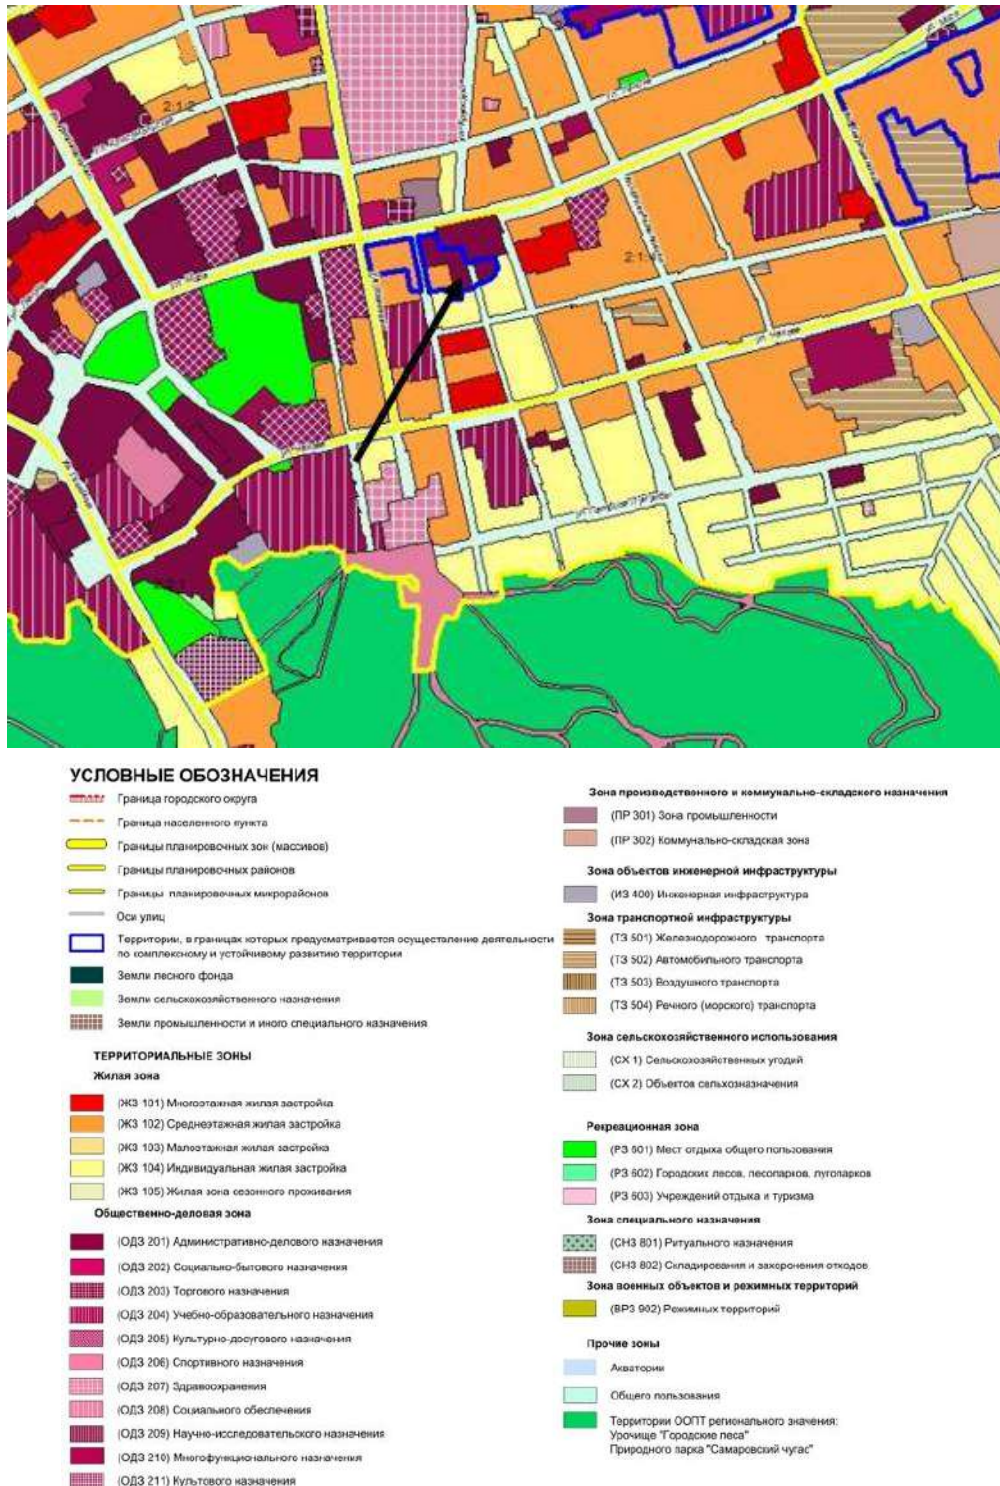 2:1:2
ул. Мира
2:1:
ул. Чехова
УСЛОВНЫЕ ОБОЗНАЧЕНИЯ
Граница городского округа
Граница населенного пункта
Границы планировочных зон (массивов)
Границы планировочных районов
Границы планировочных микрорайонов
Оси улиц
Территории, в границах которых предусматривается осуществление деятельности
по комплексному и устойчивому развитию территории
Земли лесного фонда
Земли сельскохозяйственного назначения
Земли промышленности и иного специального назначения
ТЕРРИТОРИАЛЬНЫЕ ЗОНЫ
Жилая зона
(ЖЗ 101) Многоэтажная жилая застройка
(ЖЗ 102) Среднеэтажная жилая застройка
(ЖЗ 103) Малоэтажная жилая застройка
(ЖЗ 104) Индивидуальная жилая застройка
(ЖЗ 105) Жилая зона сезонного проживания
Общественно-деловая зона
(ОДЗ 201) Административно-делового назначения
(ОДЗ 202) Социально-бытового назначения
(ОДЗ 203) Торгового назначения
(ОДЗ 204) Учебно-образовательного назначения
(ОДЗ 205) Культурно-досугового назначения
(ОДЗ 206) Спортивного назначения
(ОДЗ 207) Здравоохранения
(ОДЗ 208) Социального обеспечения
(ОДЗ 209) Научно-исследовательского назначения
(ОДЗ 210) Многофункционального назначения
(ОДЗ 211) Культового назначения
Зона производственного и коммунально-складского назначения
(ПР 301) Зона промышленности
(ПР 302) Коммунально-складская зона
Зона объектов инженерной инфраструктуры
(ИЗ 400) Инженерная инфраструктура
Зона транспортной инфраструктуры
(ТЗ 501) Железнодорожного транспорта
(ТЗ 502) Автомобильного транспорта
(ТЗ 503) Воздушного транспорта
(ТЗ 504) Речного (морского) транспорта
Зона сельскохозяйственного использования
(СХ 1) Сельскохозяйственных угодий
(СХ 2) Объектов сельхозназначения
Рекреационная зона
(РЗ 601) Мест отдыха общего пользования
(РЗ 602) Городских лесов, лесопарков, лугопарков
(РЗ 603) Учреждений отдыха и туризма
Зона специального назначения
(СНЗ 801) Ритуального назначения
(СНЗ 802) Складирования и захоронения отходов
Зона военных объектов и режимных территорий
(ВРЗ 902) Режимных территорий
Прочие зоны
Акватории
Общего пользования
Территории ООПТ регионального значения:
Урочище "Городские леса"
Природного парка "Самаровский чугас"